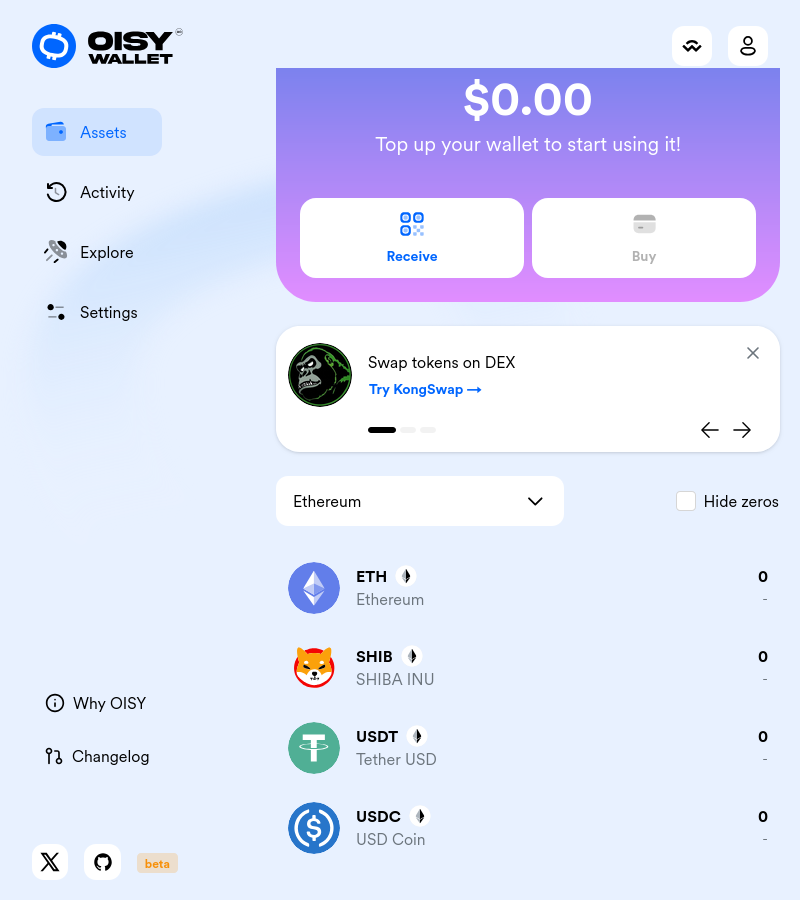 OISY
WALLET
Assets
Activity
Explore
Settings
Why OISY
Changelog
beta
$0.00
Top up your wallet to start using it!
Receive
Buy
Swap tokens on DEX
Try KongSwap →
Ethereum
Hide zeros
ETH
0
Ethereum
-
SHIB
0
SHIBA INU
-
USDT
0
Tether USD
-
USDC
0
USD Coin
-